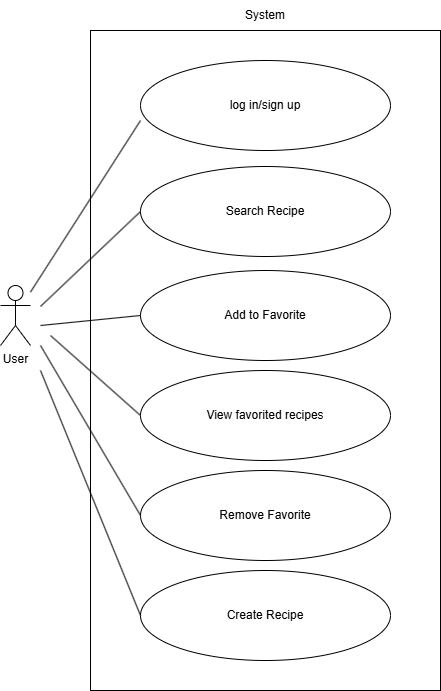 System
log in/sign up
Search Recipe
Add to Favorite
User
View favorited recipes
Remove Favorite
Create Recipe